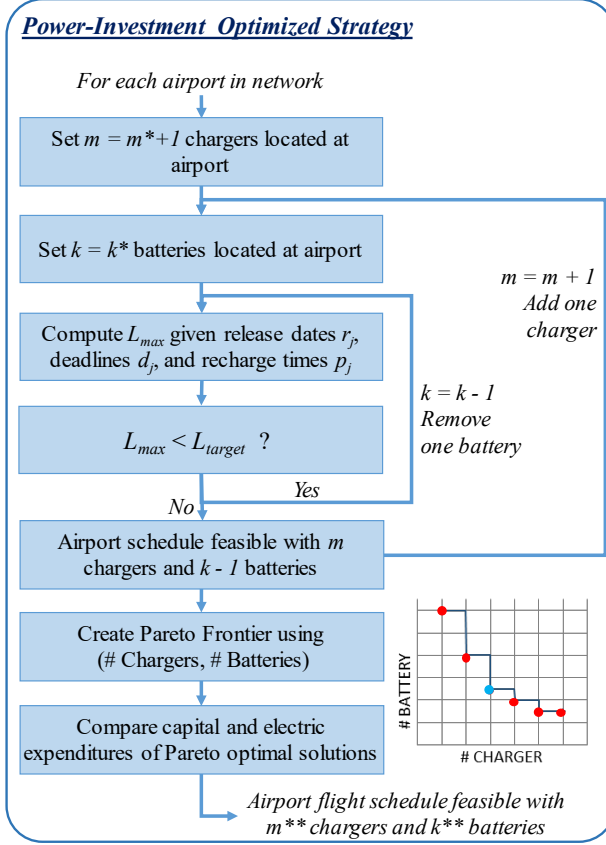 Power-Investment Optimized Strategy
For each airport in network
Set m = m*+1 chargers located at
airport
Set k = k* batteries located at airport
m = m + 1
Add one
charger
Compute Lmax given release dates rj,
deadlines dj, and recharge times pj
k = k - 1
Remove
one battery
Lmax < Ltarget ?
Yes
No
Airport schedule feasible with m
chargers and k - 1 batteries
Create Pareto Frontier using
(# Chargers, # Batteries)
# BATTERY
# CHARGER
Compare capital and electric
expenditures of Pareto optimal solutions
Airport flight schedule feasible with
m** chargers and k** batteries